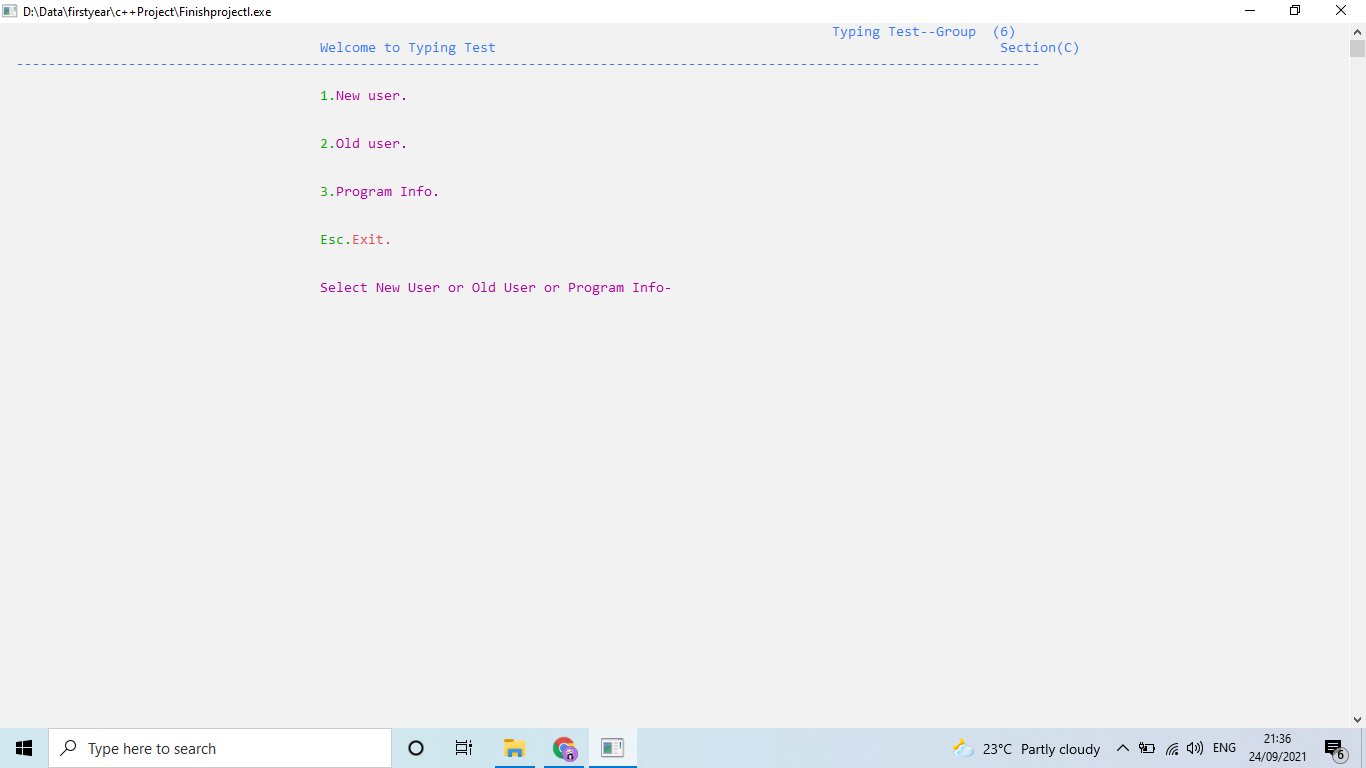 D:\Data\firstyear\c++Project\Finishprojectl.exe
Typing Test--Group (6)
Welcome to Typing Test Section(C)
--------------------------------------------------------------------------------------------------------------------------------
1.New user.
2.Old user.
3.Program Info.
Esc.Exit.
Select New User or Old User or Program Info-
Type here to search
23°C Partly cloudy
ENG
21:36
24/09/2021
6